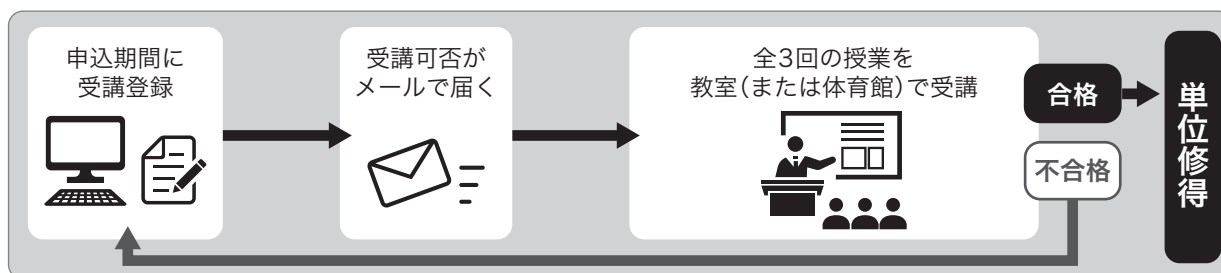 申込期間に
受講登録
受講可否が
メールで届く
全3回の授業を
教室(または体育館)で受講
合格
不合格
単位修得